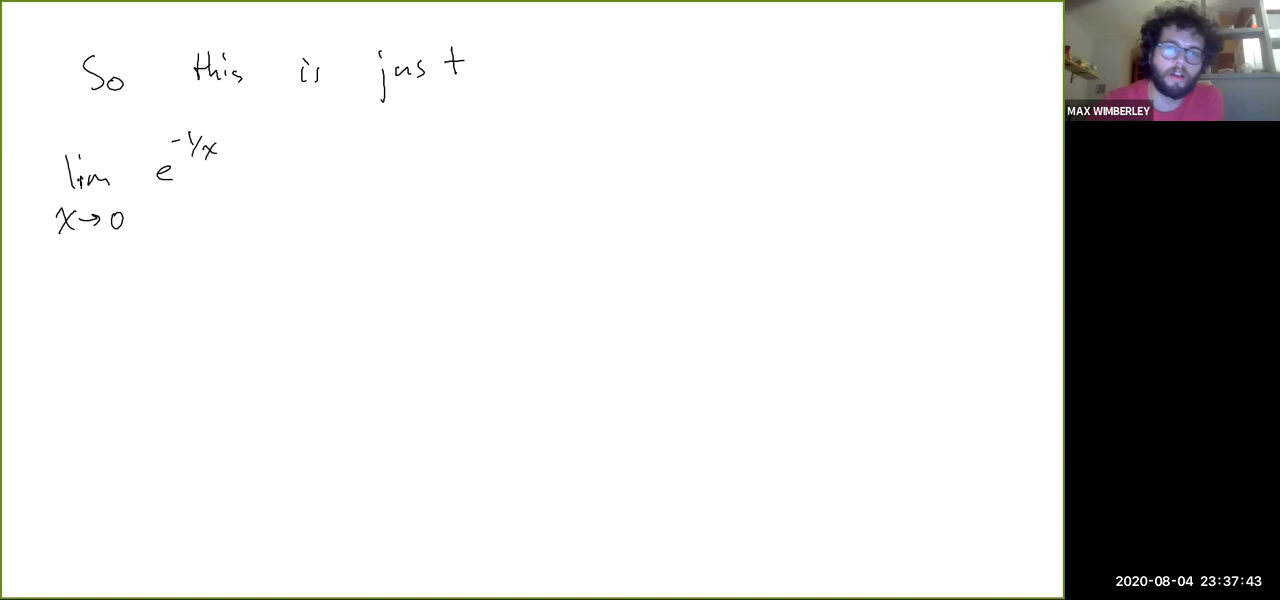 So this is just
lim e^{-1/x}
x→0
MAX WIMBERLEY
2020-08-04 23:37:43